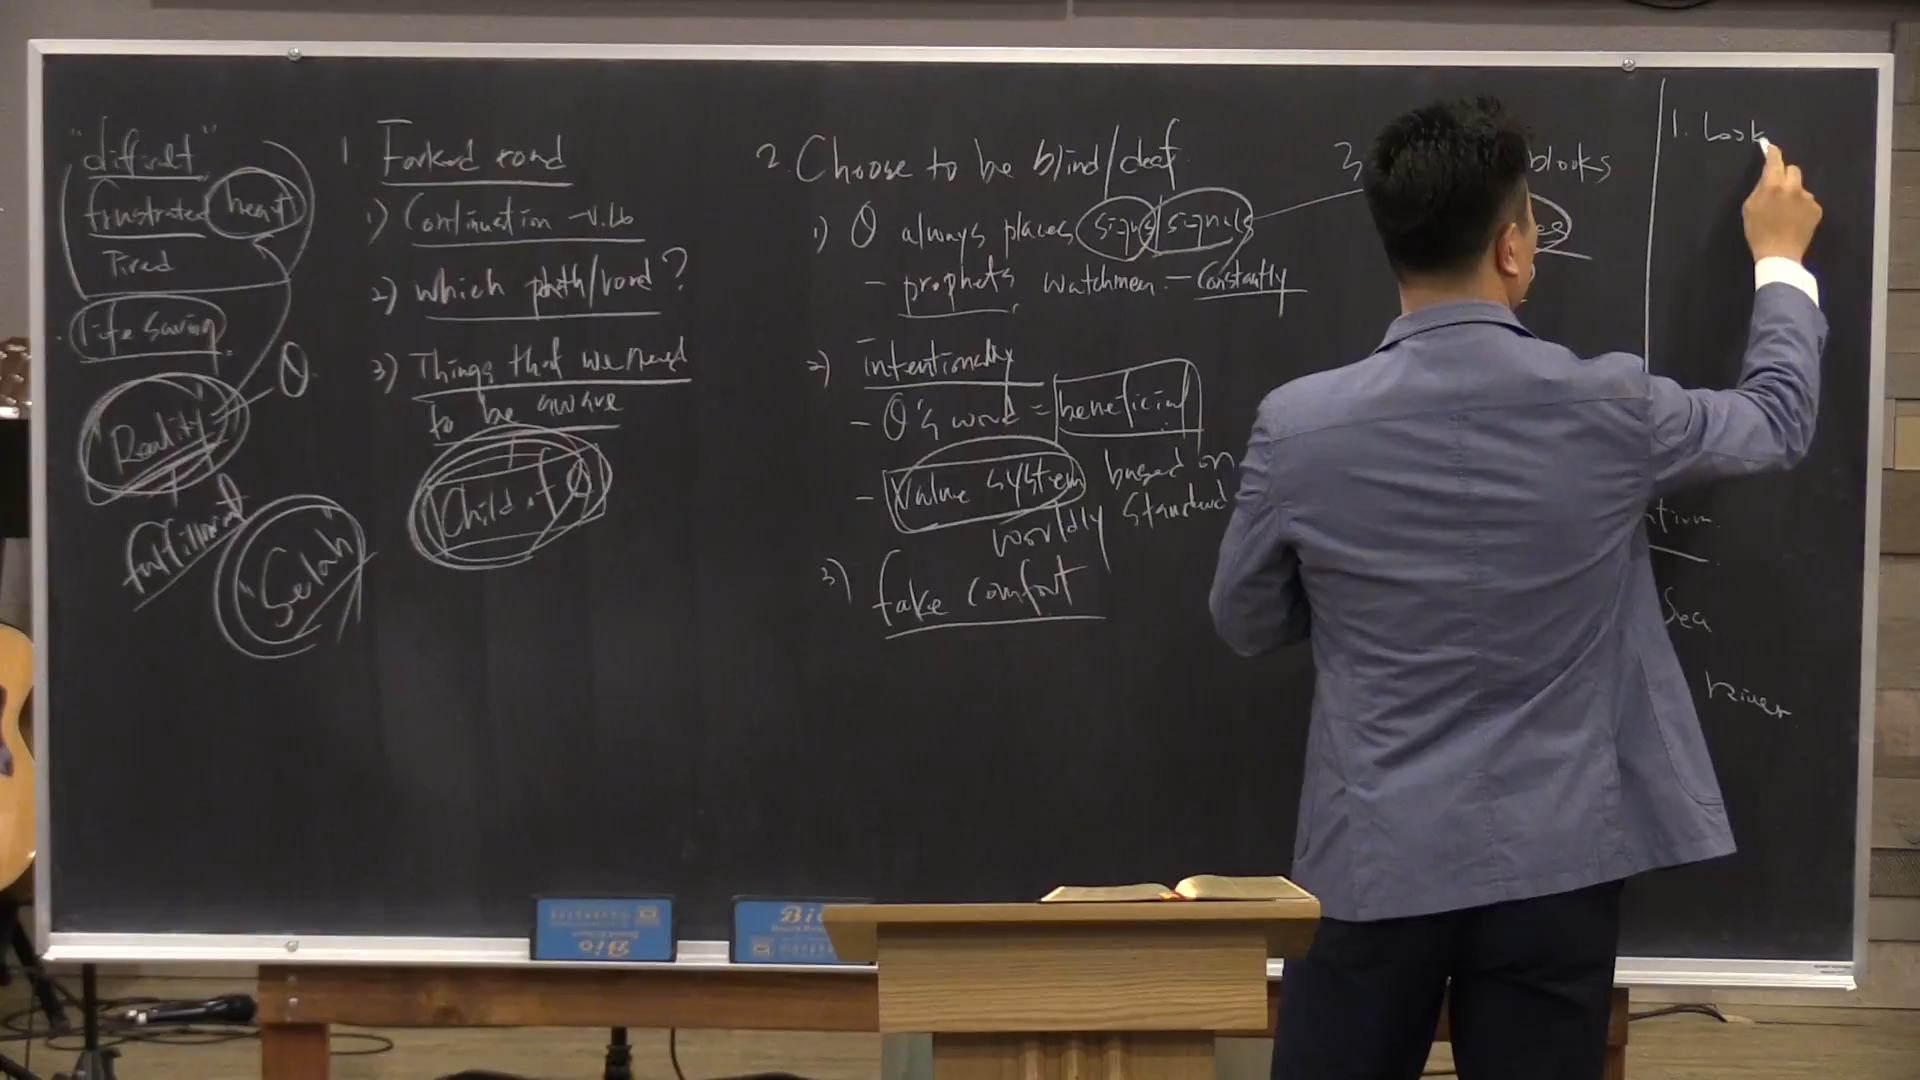 "difficult"
frustrated heart
Tired
life saving
"Reality" θ
fulfillment
"Selah"
1. Forked road
1) Continuation - v.16
2) which path/road?
3) Things that we need
to be aware
Child of θ
2. Choose to be blind/deaf
1) θ always places signs/signals
- prophets, watchmen - Constantly
2) intentionally
- θ's word = beneficial
- Value system based on
worldly standard
3) fake comfort
3 blocks
Sea
River
1. Look